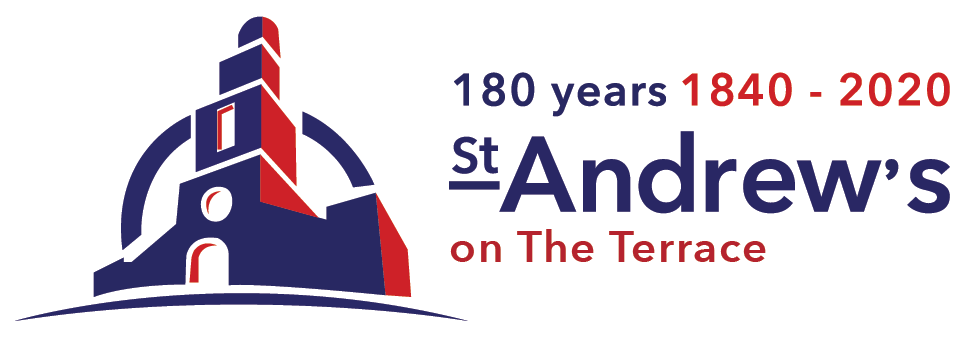 180 years 1840 - 2020
St Andrew's
on The Terrace